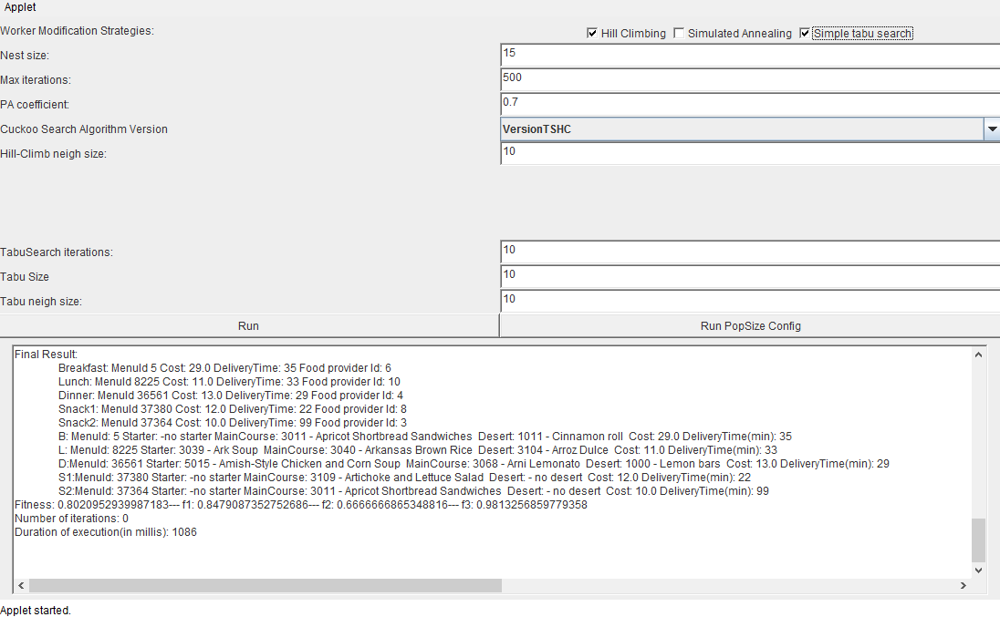 Applet
Worker Modification Strategies:
Hill Climbing Simulated Annealing Simple tabu search
Nest size: 15
Max iterations: 500
PA coefficient: 0.7
Cuckoo Search Algorithm Version VersionTSHC
Hill-Climb neigh size: 10
TabuSearch iterations: 10
Tabu Size 10
Tabu neigh size: 10
Run Run PopSize Config
Final Result:
Breakfast: MenuId 5 Cost: 29.0 DeliveryTime: 35 Food provider Id: 6
Lunch: MenuId 8225 Cost: 11.0 DeliveryTime: 33 Food provider Id: 10
Dinner: MenuId 36561 Cost: 13.0 DeliveryTime: 29 Food provider Id: 4
Snack1: MenuId 37380 Cost: 12.0 DeliveryTime: 22 Food provider Id: 8
Snack2: MenuId 37364 Cost: 10.0 DeliveryTime: 99 Food provider Id: 3
B: MenuId: 5 Starter: -no starter MainCourse: 3011 - Apricot Shortbread Sandwiches Desert: 1011 - Cinnamon roll Cost: 29.0 DeliveryTime(min): 35
L: MenuId: 8225 Starter: 3039 - Ark Soup MainCourse: 3040 - Arkansas Brown Rice Desert: 3104 - Arroz Dulce Cost: 11.0 DeliveryTime(min): 33
D:MenuId: 36561 Starter: 5015 - Amish-Style Chicken and Corn Soup MainCourse: 3068 - Arni Lemonato Desert: 1000 - Lemon bars Cost: 13.0 DeliveryTime(min): 29
S1:MenuId: 37380 Starter: -no starter MainCourse: 3109 - Artichoke and Lettuce Salad Desert: - no desert Cost: 12.0 DeliveryTime(min): 22
S2:MenuId: 37364 Starter: -no starter MainCourse: 3011 - Apricot Shortbread Sandwiches Desert: - no desert Cost: 10.0 DeliveryTime(min): 99
Fitness: 0.8020952939987183--- f1: 0.8479087352752686--- f2: 0.6666666865348816--- f3: 0.9813256859779358
Number of iterations: 0
Duration of execution(in millis): 1086
Applet started.